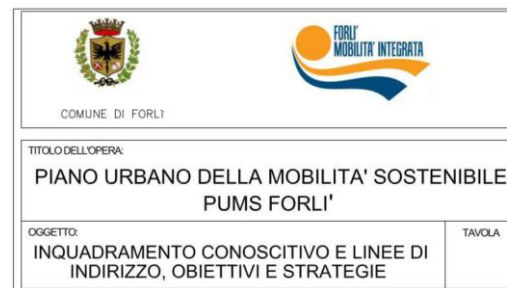 FORLI'
MOBILITA' INTEGRATA
COMUNE DI FORLI'
TITOLO DELL'OPERA:
PIANO URBANO DELLA MOBILITA' SOSTENIBILE
PUMS FORLI'
OGGETTO:
TAVOLA
INQUADRAMENTO CONOSCITIVO E LINEE DI
INDIRIZZO, OBIETTIVI E STRATEGIE